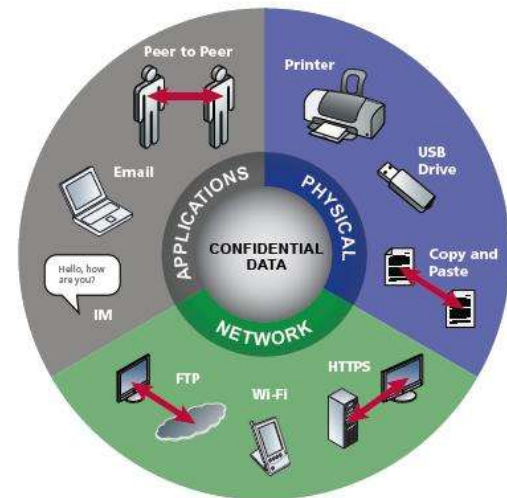 Peer to Peer
Printer
Email
USB
Drive
APPLICATIONS
PHYSICAL
CONFIDENTIAL
DATA
Copy and
Paste
Hello, how
are you?
IM
NETWORK
FTP
Wi-Fi
HTTPS